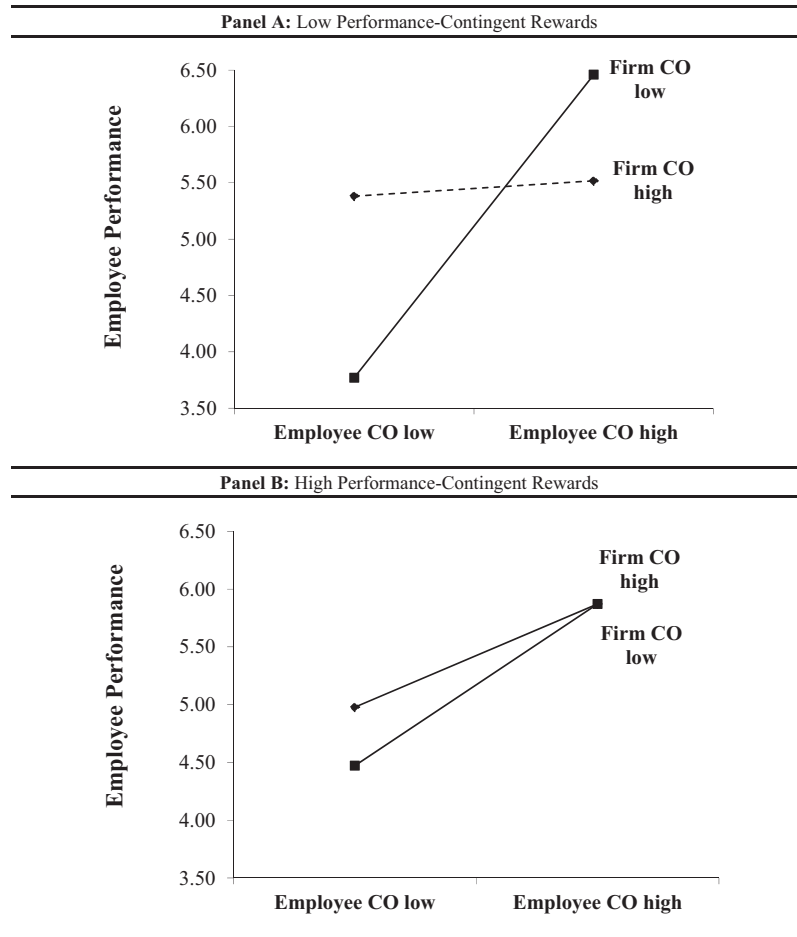 Panel A: Low Performance-Contingent Rewards
Employee Performance
6.50
6.00
5.50
5.00
4.50
4.00
3.50
Firm CO
low
Firm CO
high
Employee CO low
Employee CO high
Panel B: High Performance-Contingent Rewards
Employee Performance
6.50
6.00
5.50
5.00
4.50
4.00
3.50
Firm CO
high
Firm CO
low
Employee CO low
Employee CO high